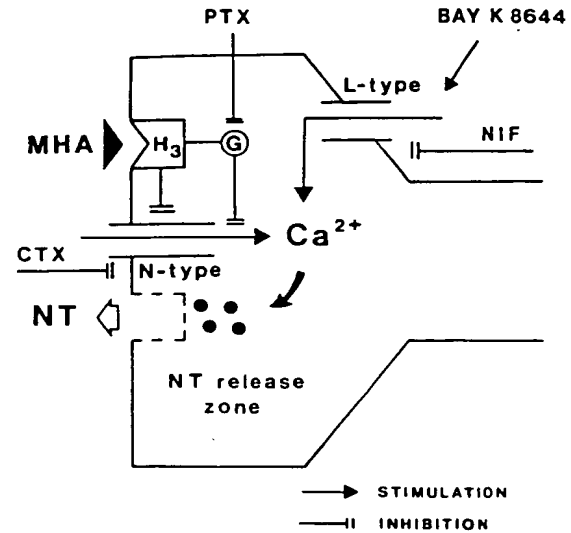 PTX
BAY K 8644
L-type
MHA
H₃
G
NIF
Ca²⁺
CTX
N-type
NT
NT release
zone
STIMULATION
INHIBITION